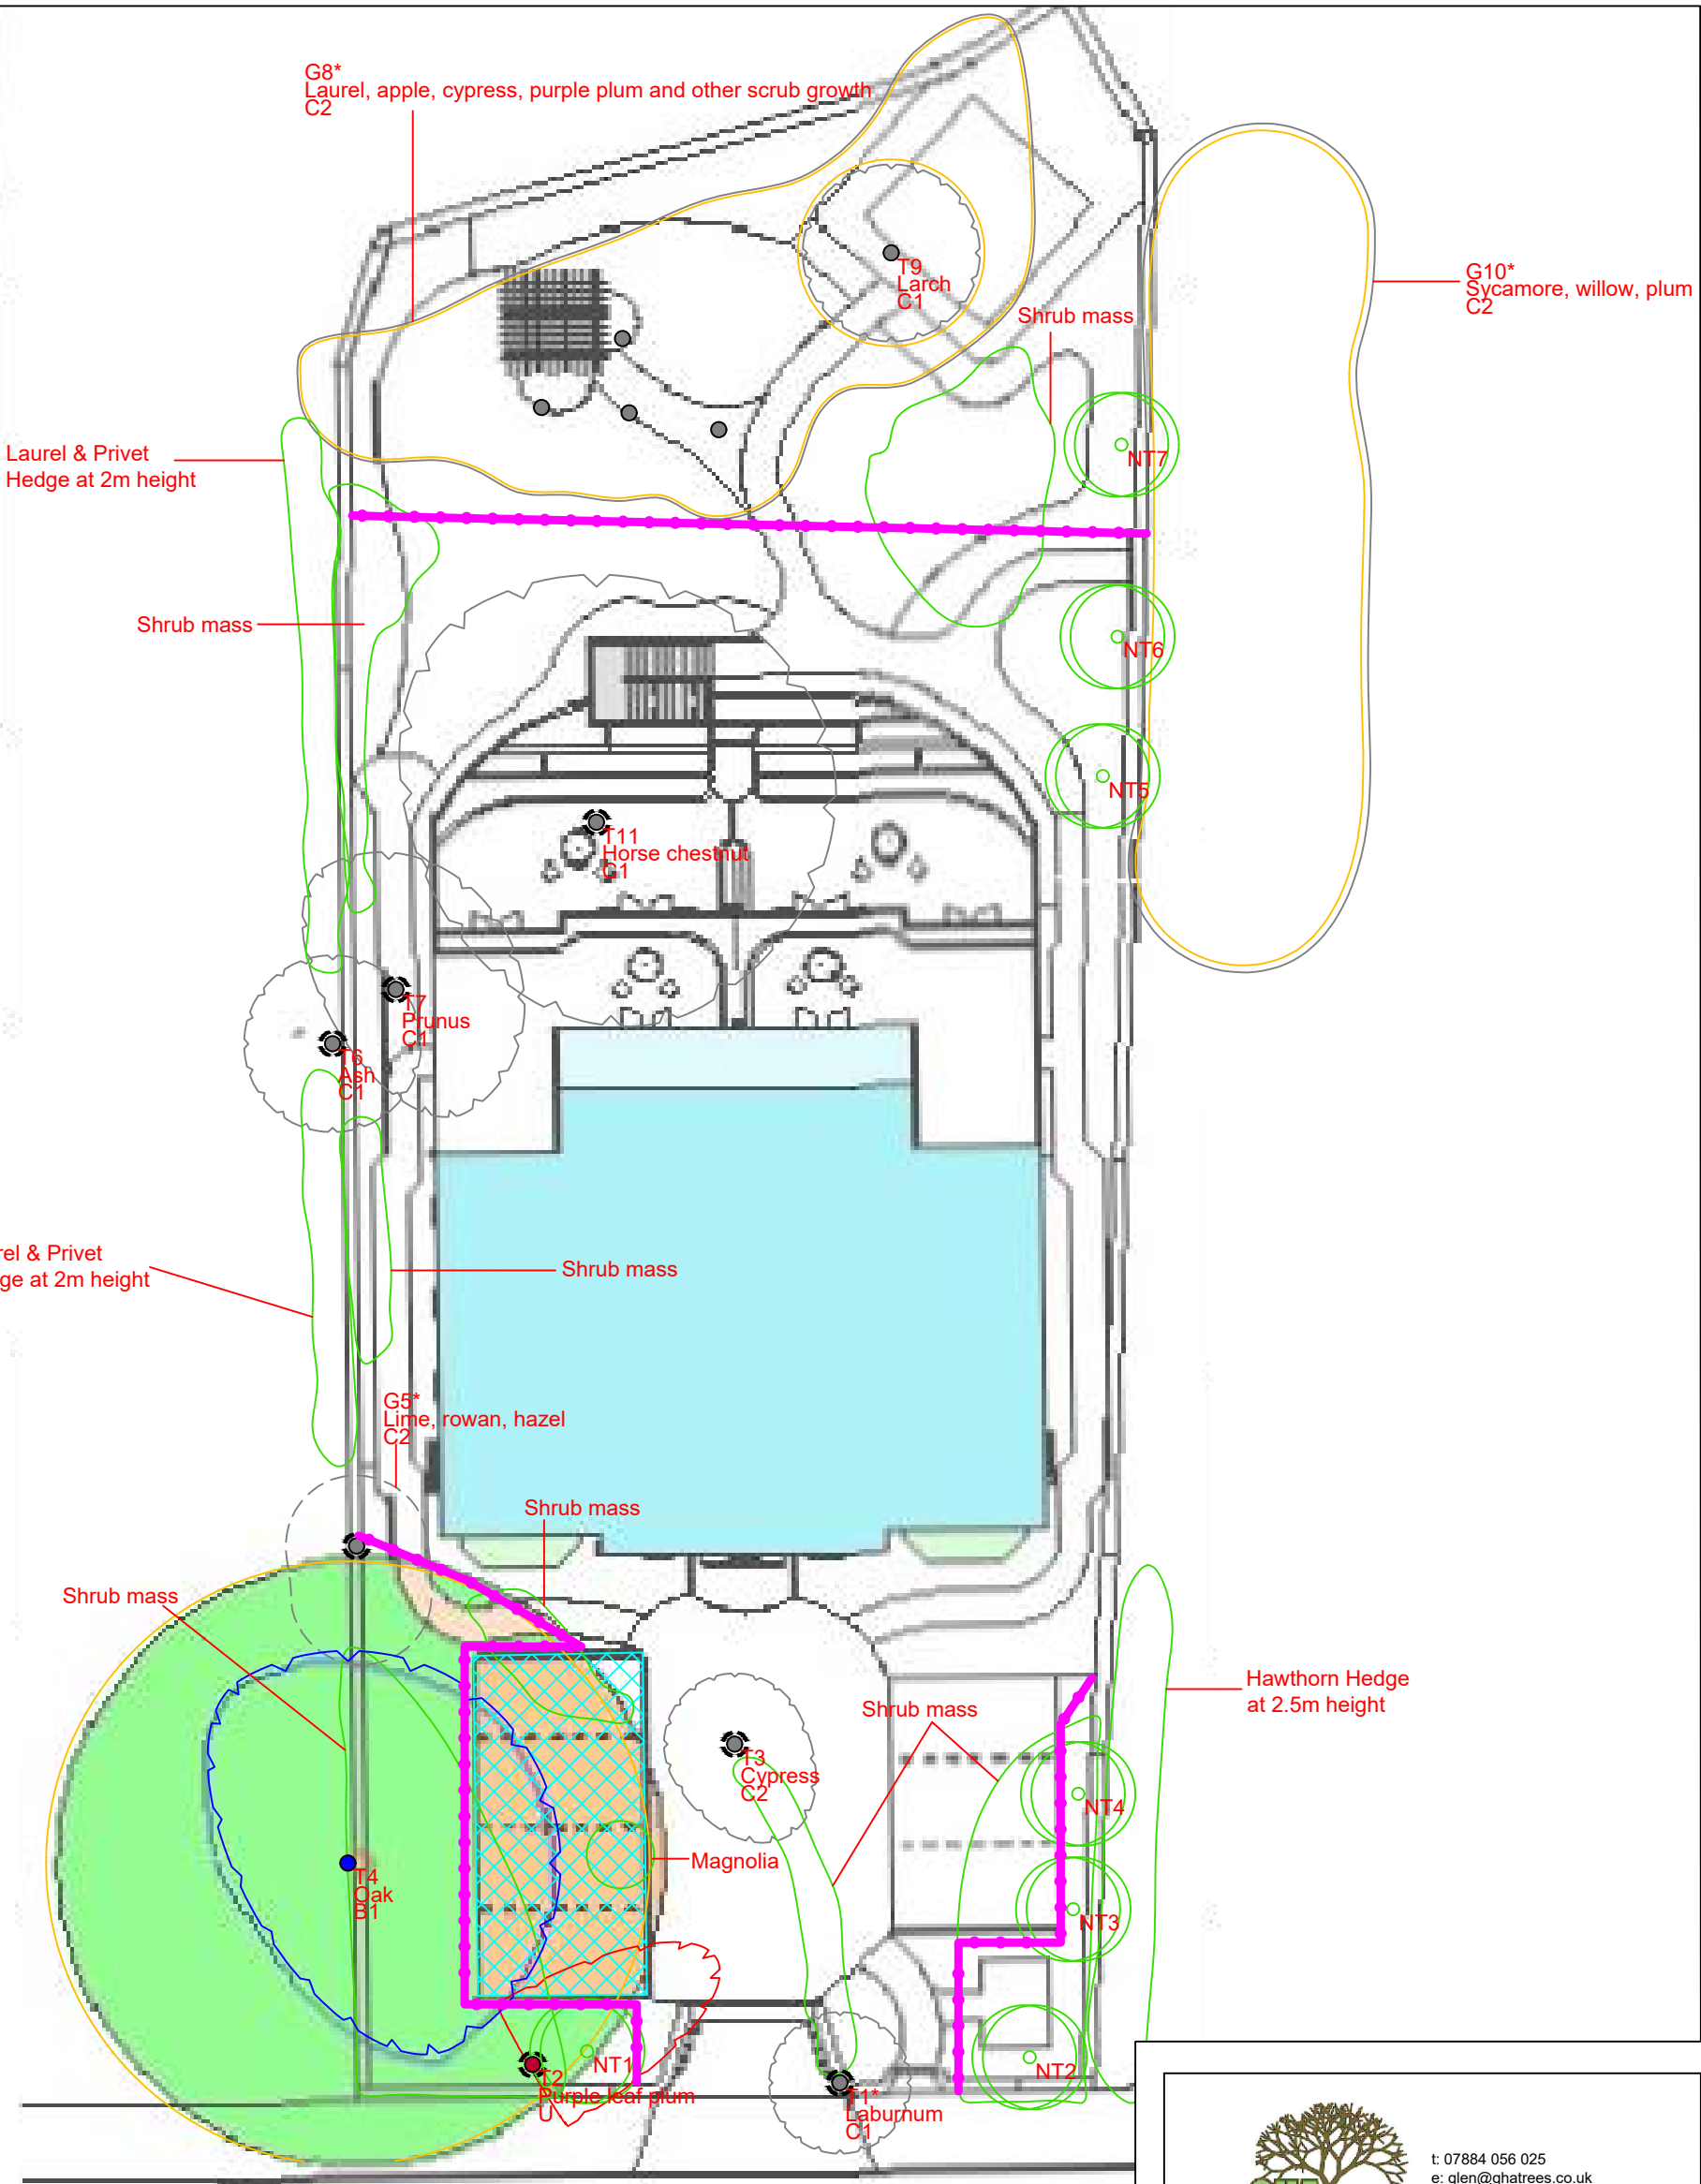 G8*
Laurel, apple, cypress, purple plum and other scrub growth
C2
T9
Larch
C1
G10*
Sycamore, willow, plum
C2
Shrum mass
Laurel & Privet
Hedge at 2m height
NT7
Shrub mass
NT6
NT5
T11
Horse chestnut
C1
T7
Prunus
C1
T6
Ash
C1
rel & Privet
ge at 2m height
Shrub mass
G5*
Lime, rowan, hazel
C2
Shrub mass
Shrub mass
Hawthorn Hedge
at 2.5m height
Shrub mass
T3
Cypress
C2
NT4
Magnolia
T4
Oak
B1
NT3
NT1
NT2
T2
Purple leaf plum
U
T1*
Laburnum
C1
t: 07884 056 025
e: glen@ghatrees.co.uk